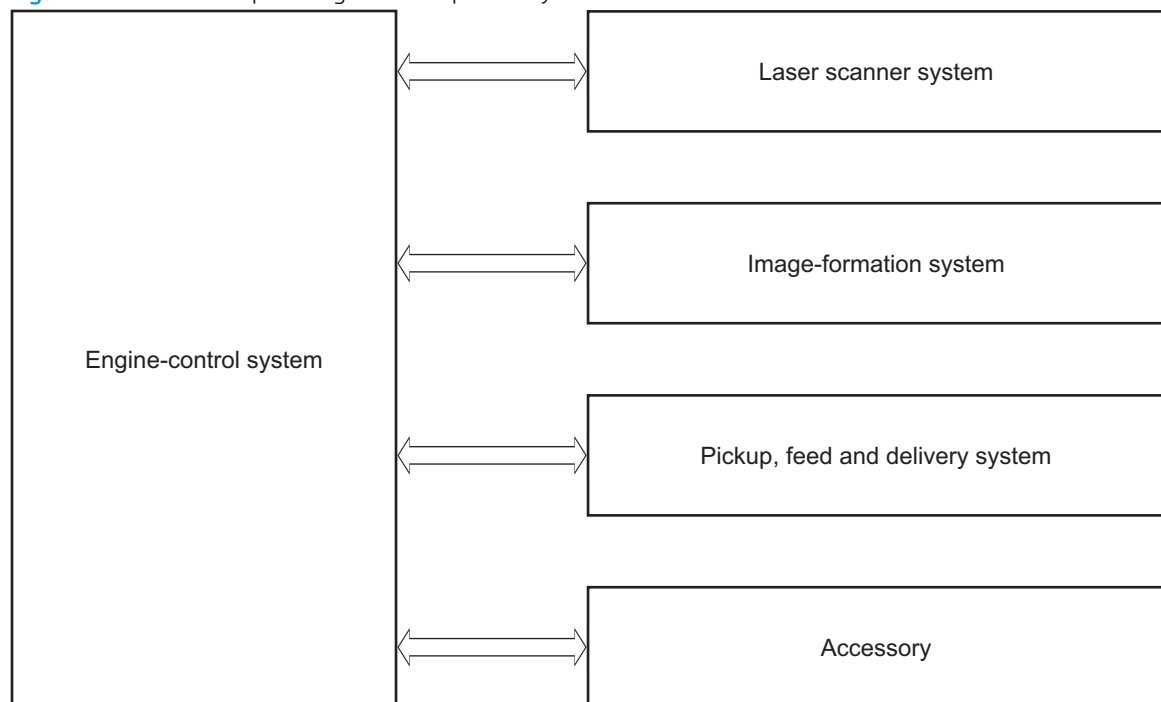 Engine-control system
Laser scanner system
Image-formation system
Pickup, feed and delivery system
Accessory